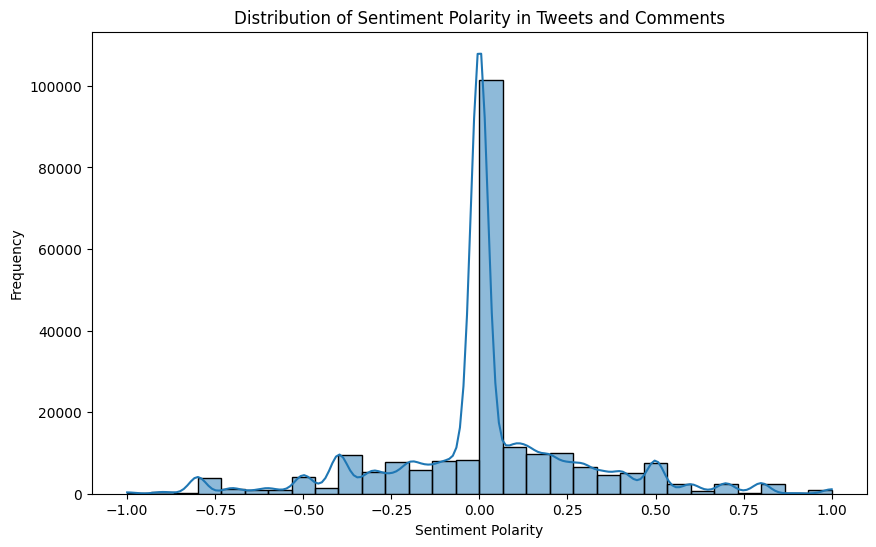 Distribution of Sentiment Polarity in Tweets and Comments
Frequency
100000
80000
60000
40000
20000
0
−1.00 −0.75 −0.50 −0.25 0.00 0.25 0.50 0.75 1.00
Sentiment Polarity